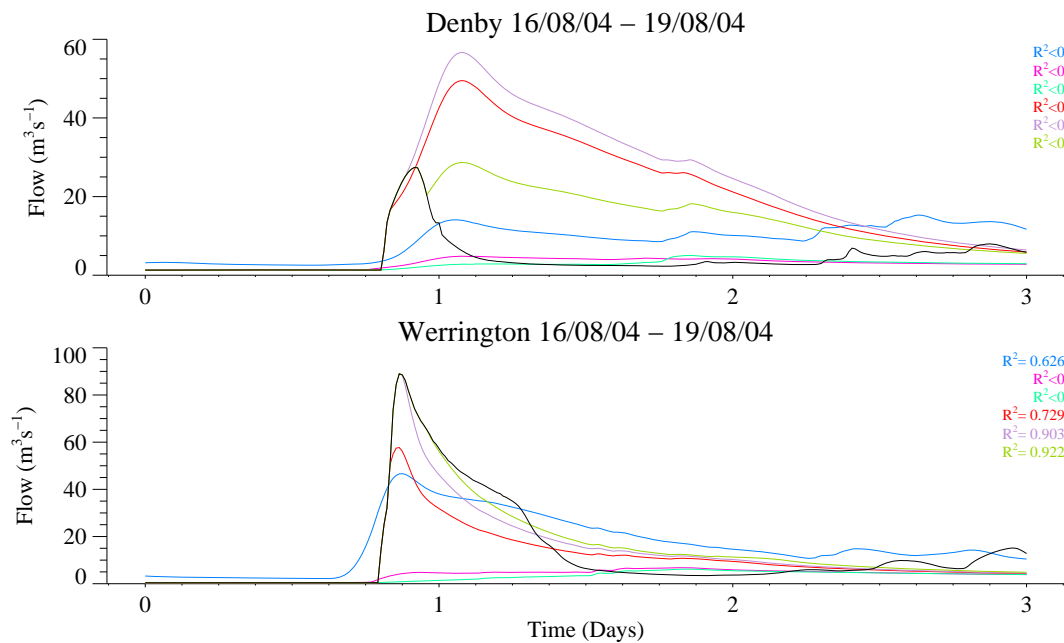 Denby 16/08/04 – 19/08/04
60
40
20
0
Flow (m³s⁻¹)
R²<0
R²<0
R²<0
R²<0
R²<0
R²<0
0 1 2 3
Werrington 16/08/04 – 19/08/04
100
80
60
40
20
0
Flow (m³s⁻¹)
R²= 0.626
R²<0
R²<0
R²= 0.729
R²= 0.903
R²= 0.922
0 1 2 3
Time (Days)